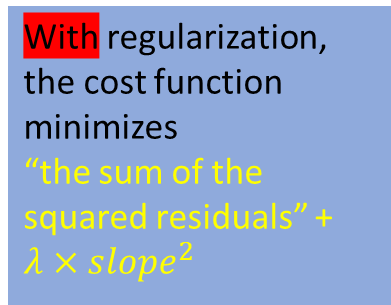 With regularization,
the cost function
minimizes
“the sum of the
squared residuals” +
λ × slope²